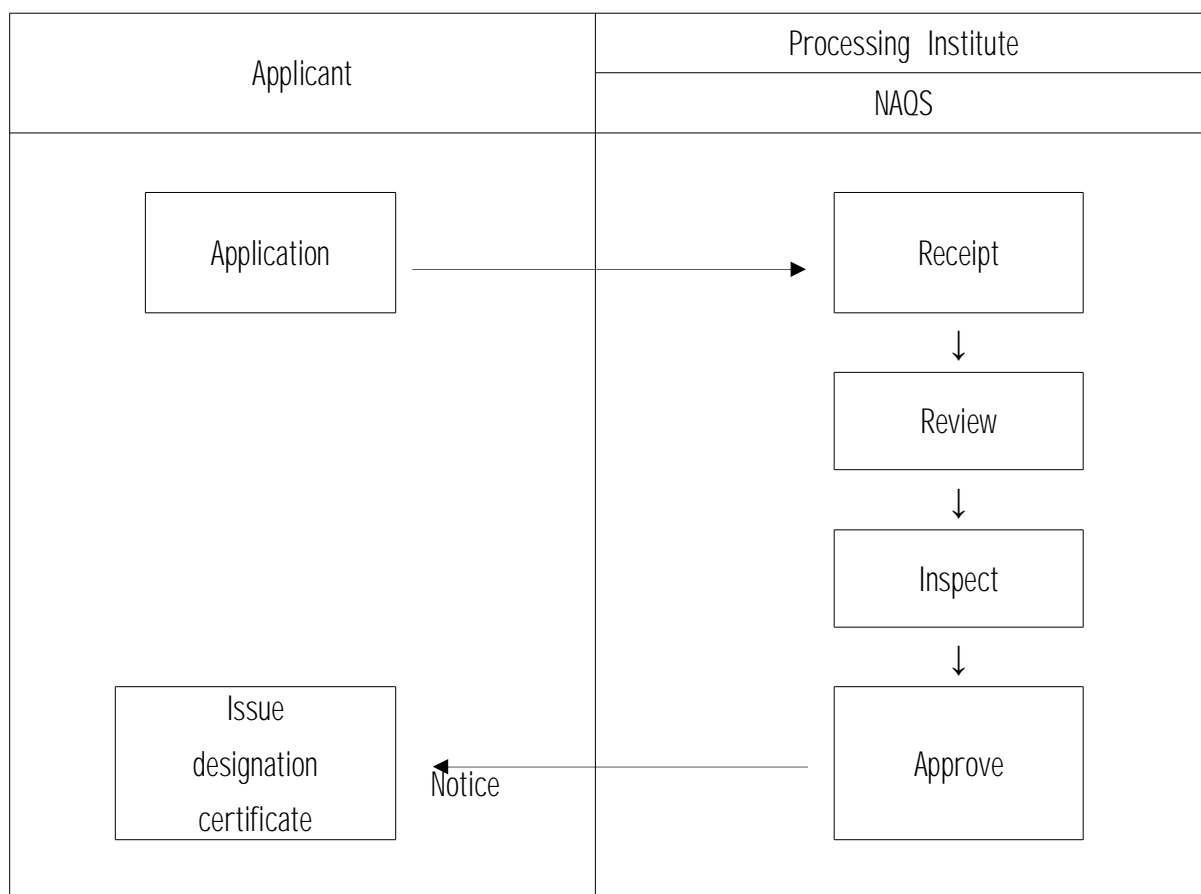 Applicant
Processing Institute
NAQS
Application
Receipt
↓
Review
↓
Inspect
↓
Issue
designation
certificate
Notice
Approve